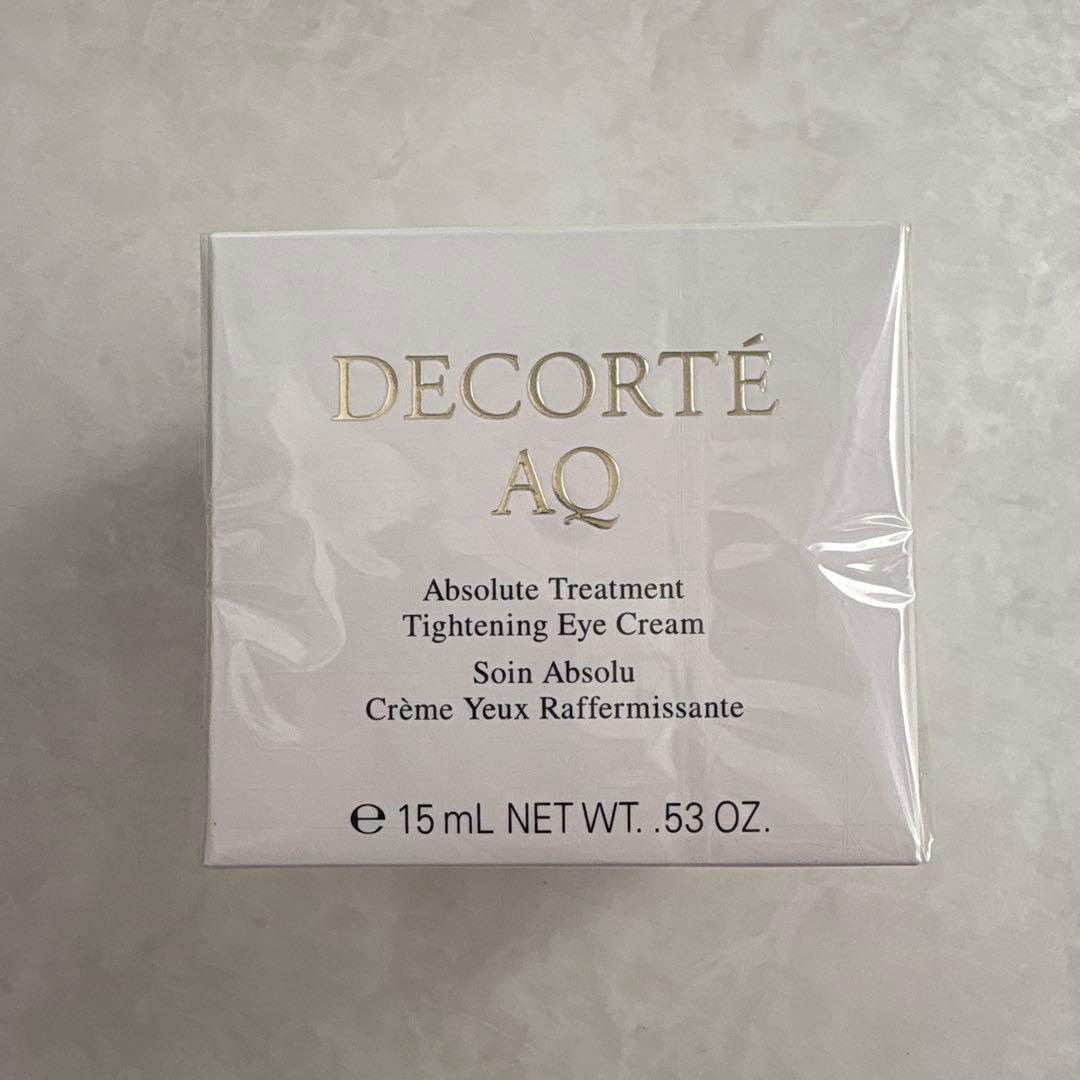 DECORTÉ
AQ
Absolute Treatment
Tightening Eye Cream
Soin Absolu
Crème Yeux Raffermissante
℮ 15 mL NET WT. .53 OZ.